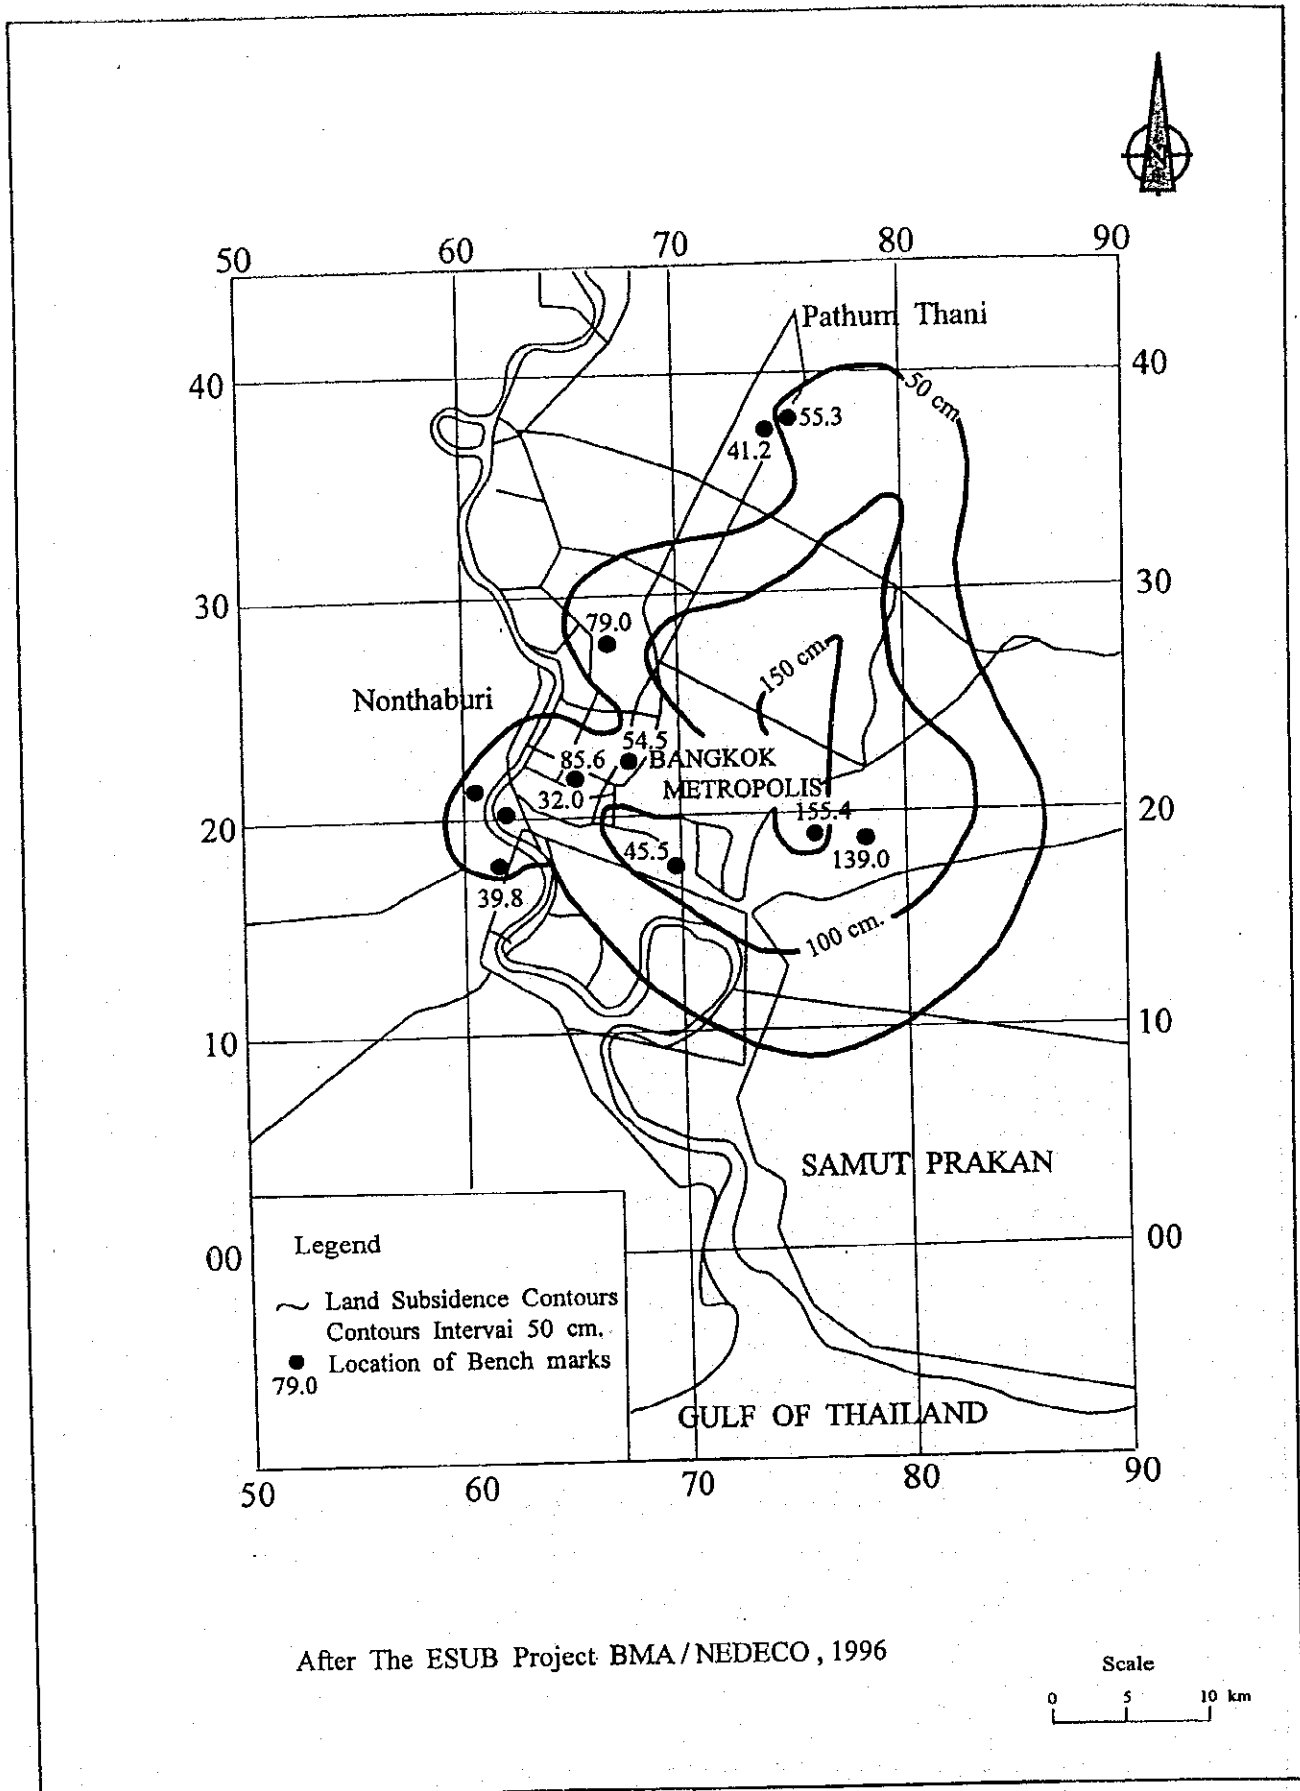 N
50 60 70 80 90
Pathum Thani
40 40
50 cm.
55.3
41.2
30 30
79.0
150 cm.
Nonthaburi
54.5
85.6 BANGKOK
METROPOLIS
32.0
20 20
155.4
45.5 139.0
39.8
100 cm.
10 10
SAMUT PRAKAN
00 00
Legend
Land Subsidence Contours
Contours Intervai 50 cm.
Location of Bench marks
79.0
GULF OF THAILAND
50 60 70 80 90
After The ESUB Project BMA/NEDECO, 1996
Scale
0 5 10 km